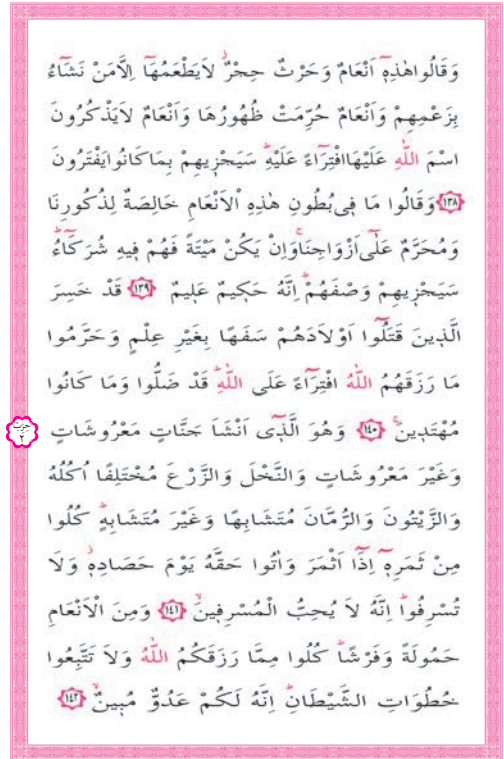 وَقَالُوا هٰذِهٖٓ اَنْعَامٌ وَحَرْثٌ حِجْرٌۘ لَا يَطْعَمُهَٓا اِلَّا مَنْ نَشَٓاءُ
بِزَعْمِهِمْ وَاَنْعَامٌ حُرِّمَتْ ظُهُورُهَا وَاَنْعَامٌ لَا يَذْكُرُونَ
اسْمَ اللّٰهِ عَلَيْهَا افْتِرَٓاءً عَلَيْهِۜ سَيَجْزٖيهِمْ بِمَا كَانُوا يَفْتَرُونَ
﴿١٣٨﴾ وَقَالُوا مَا فٖى بُطُونِ هٰذِهِ الْاَنْعَامِ خَالِصَةٌ لِذُكُورِنَا
وَمُحَرَّمٌ عَلٰٓى اَزْوَاجِنَاۚ وَاِنْ يَكُنْ مَيْتَةً فَهُمْ فٖيهِ شُرَكَٓاءُۜ
سَيَجْزٖيهِمْ وَصْفَهُمْۜ اِنَّهُ حَكٖيمٌ عَلٖيمٌ ﴿١٣٩﴾ قَدْ خَسِرَ
الَّذٖينَ قَتَلُٓوا اَوْلَادَهُمْ سَفَهًا بِغَيْرِ عِلْمٍ وَحَرَّمُوا
مَا رَزَقَهُمُ اللّٰهُ افْتِرَٓاءً عَلَى اللّٰهِۜ قَدْ ضَلُّوا وَمَا كَانُوا
مُهْتَدٖينَۚ ﴿١٤٠﴾ وَهُوَ الَّذٖٓى اَنْشَاَ جَنَّاتٍ مَعْرُوشَاتٍ
وَغَيْرَ مَعْرُوشَاتٍ وَالنَّخْلَ وَالزَّرْعَ مُخْتَلِفًا اُكُلُهُ
وَالزَّيْتُونَ وَالرُّمَّانَ مُتَشَابِهًا وَغَيْرَ مُتَشَابِهٍۜ كُلُوا
مِنْ ثَمَرِهٖٓ اِذَٓا اَثْمَرَ وَاٰتُوا حَقَّهُ يَوْمَ حَصَادِهٖۘ وَلَا
تُسْرِفُواۜ اِنَّهُ لَا يُحِبُّ الْمُسْرِفٖينَۙ ﴿١٤١﴾ وَمِنَ الْاَنْعَامِ
حَمُولَةً وَفَرْشًاۜ كُلُوا مِمَّا رَزَقَكُمُ اللّٰهُ وَلَا تَتَّبِعُوا
خُطُوَاتِ الشَّيْطَانِۜ اِنَّهُ لَكُمْ عَدُوٌّ مُبٖينٌۙ ﴿١٤٢﴾